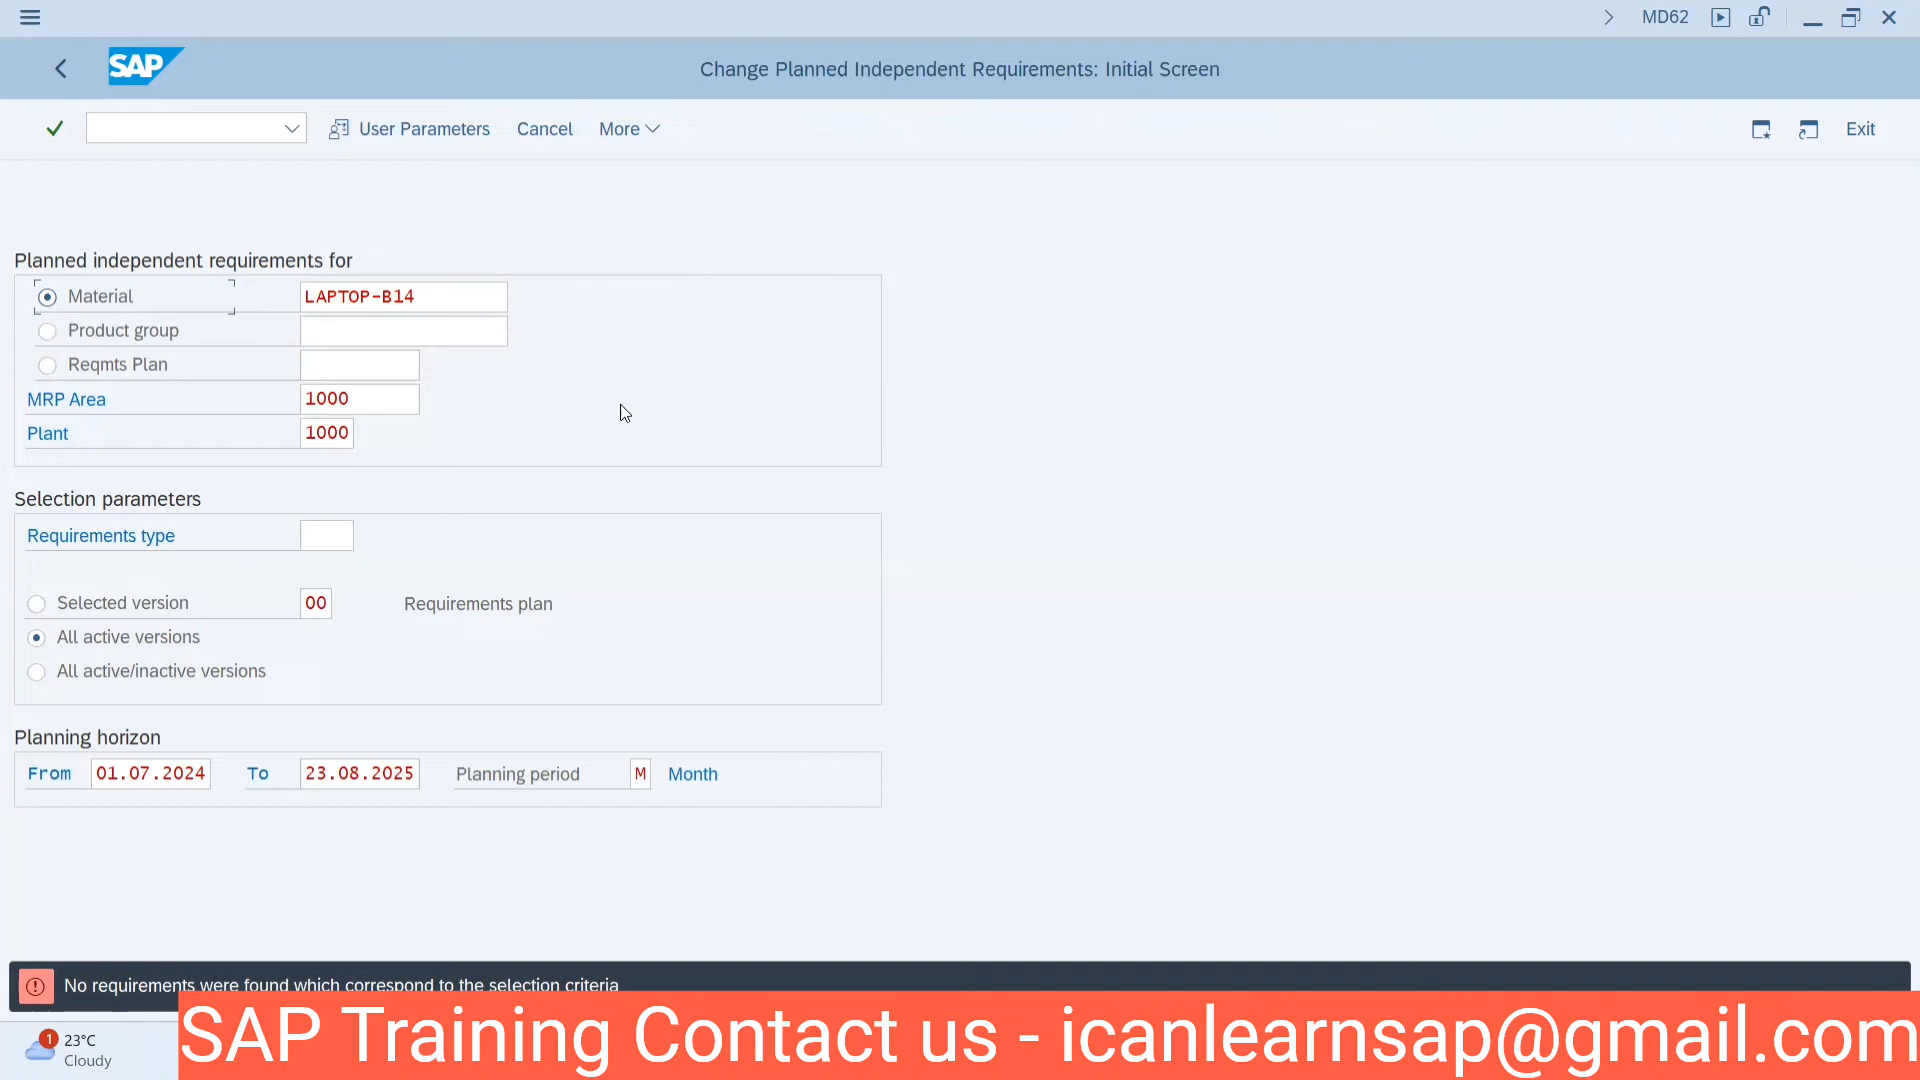 MD62
SAP
Change Planned Independent Requirements: Initial Screen
User Parameters Cancel More Exit
Planned independent requirements for
Material LAPTOP-B14
Product group
Reqmts Plan
MRP Area 1000
Plant 1000
Selection parameters
Requirements type
Selected version 00 Requirements plan
All active versions
All active/inactive versions
Planning horizon
From 01.07.2024 To 23.08.2025 Planning period M Month
No requirements were found which correspond to the selection criteria
SAP Training Contact us - icanlearnsap@gmail.com
1 23°C
Cloudy